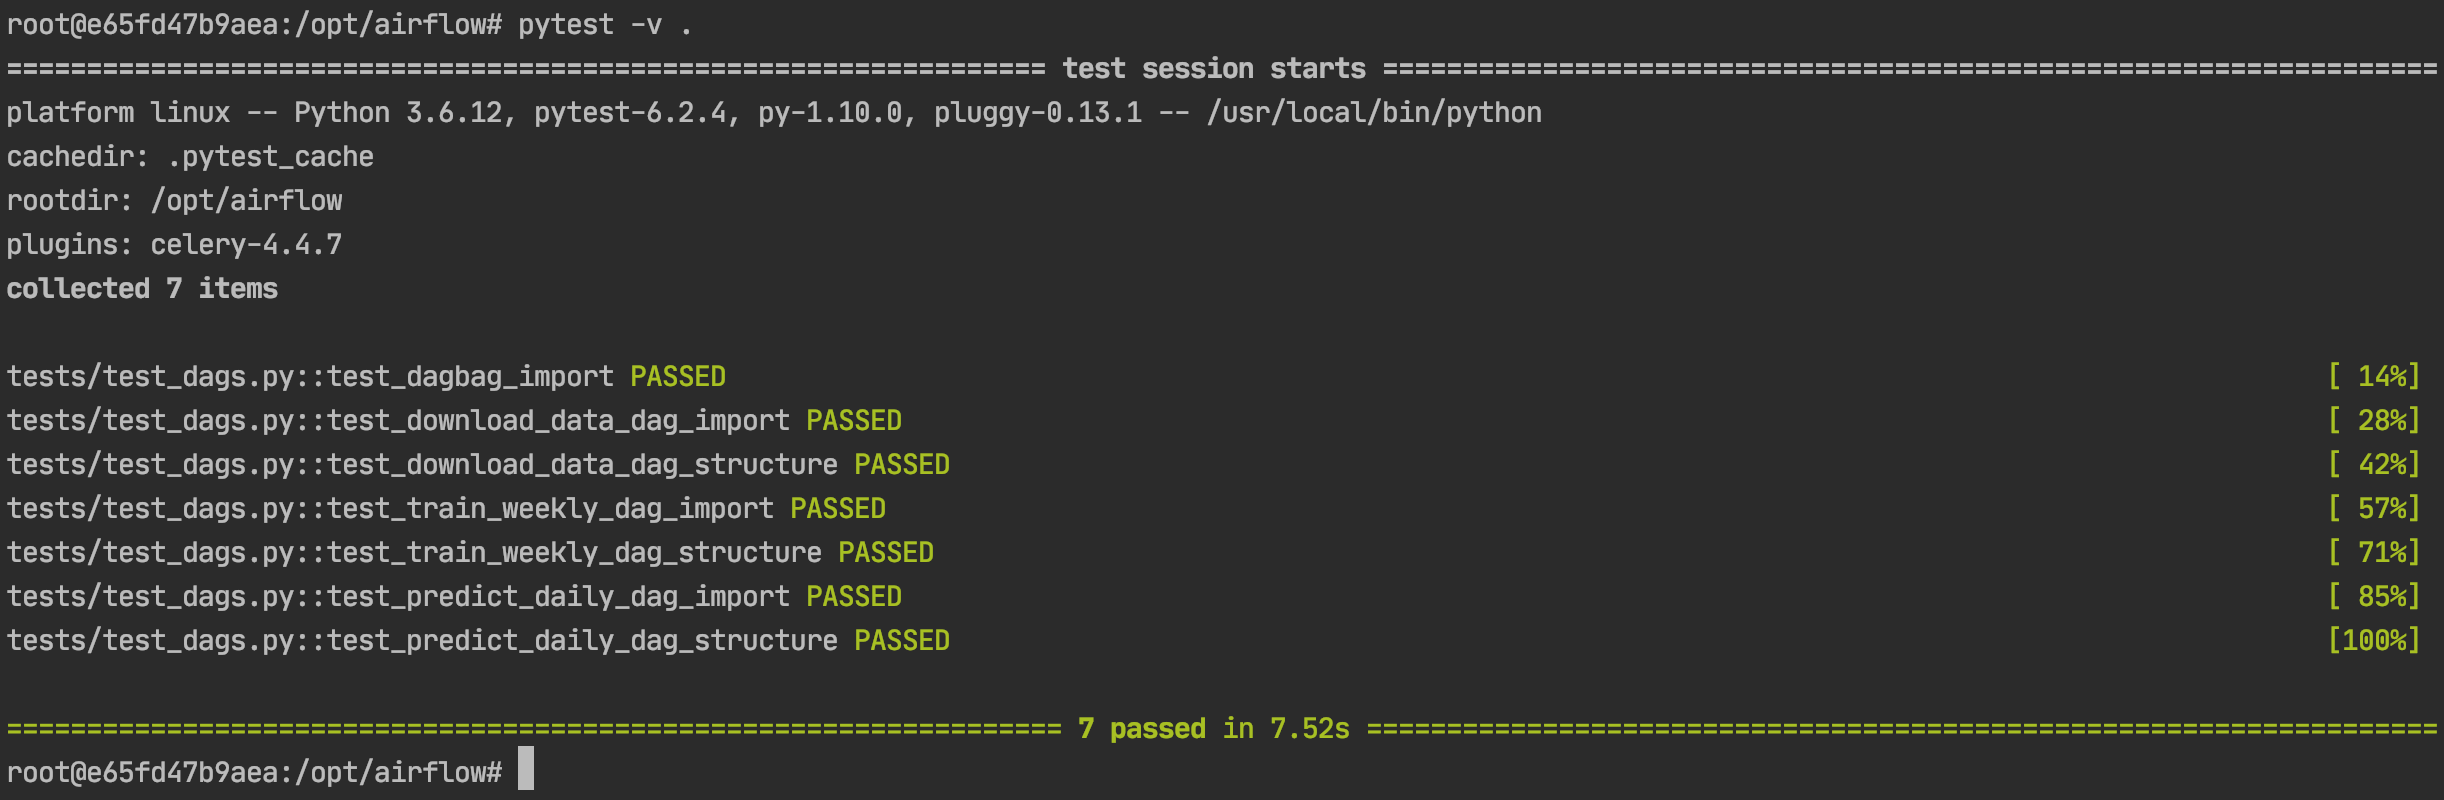 root@e65fd47b9aea:/opt/airflow# pytest -v .
================================================================= test session starts ==================================================================
platform linux -- Python 3.6.12, pytest-6.2.4, py-1.10.0, pluggy-0.13.1 -- /usr/local/bin/python
cachedir: .pytest_cache
rootdir: /opt/airflow
plugins: celery-4.4.7
collected 7 items

tests/test_dags.py::test_dagbag_import PASSED [ 14%]
tests/test_dags.py::test_download_data_dag_import PASSED [ 28%]
tests/test_dags.py::test_download_data_dag_structure PASSED [ 42%]
tests/test_dags.py::test_train_weekly_dag_import PASSED [ 57%]
tests/test_dags.py::test_train_weekly_dag_structure PASSED [ 71%]
tests/test_dags.py::test_predict_daily_dag_import PASSED [ 85%]
tests/test_dags.py::test_predict_daily_dag_structure PASSED [100%]

================================================================== 7 passed in 7.52s ===================================================================
root@e65fd47b9aea:/opt/airflow#